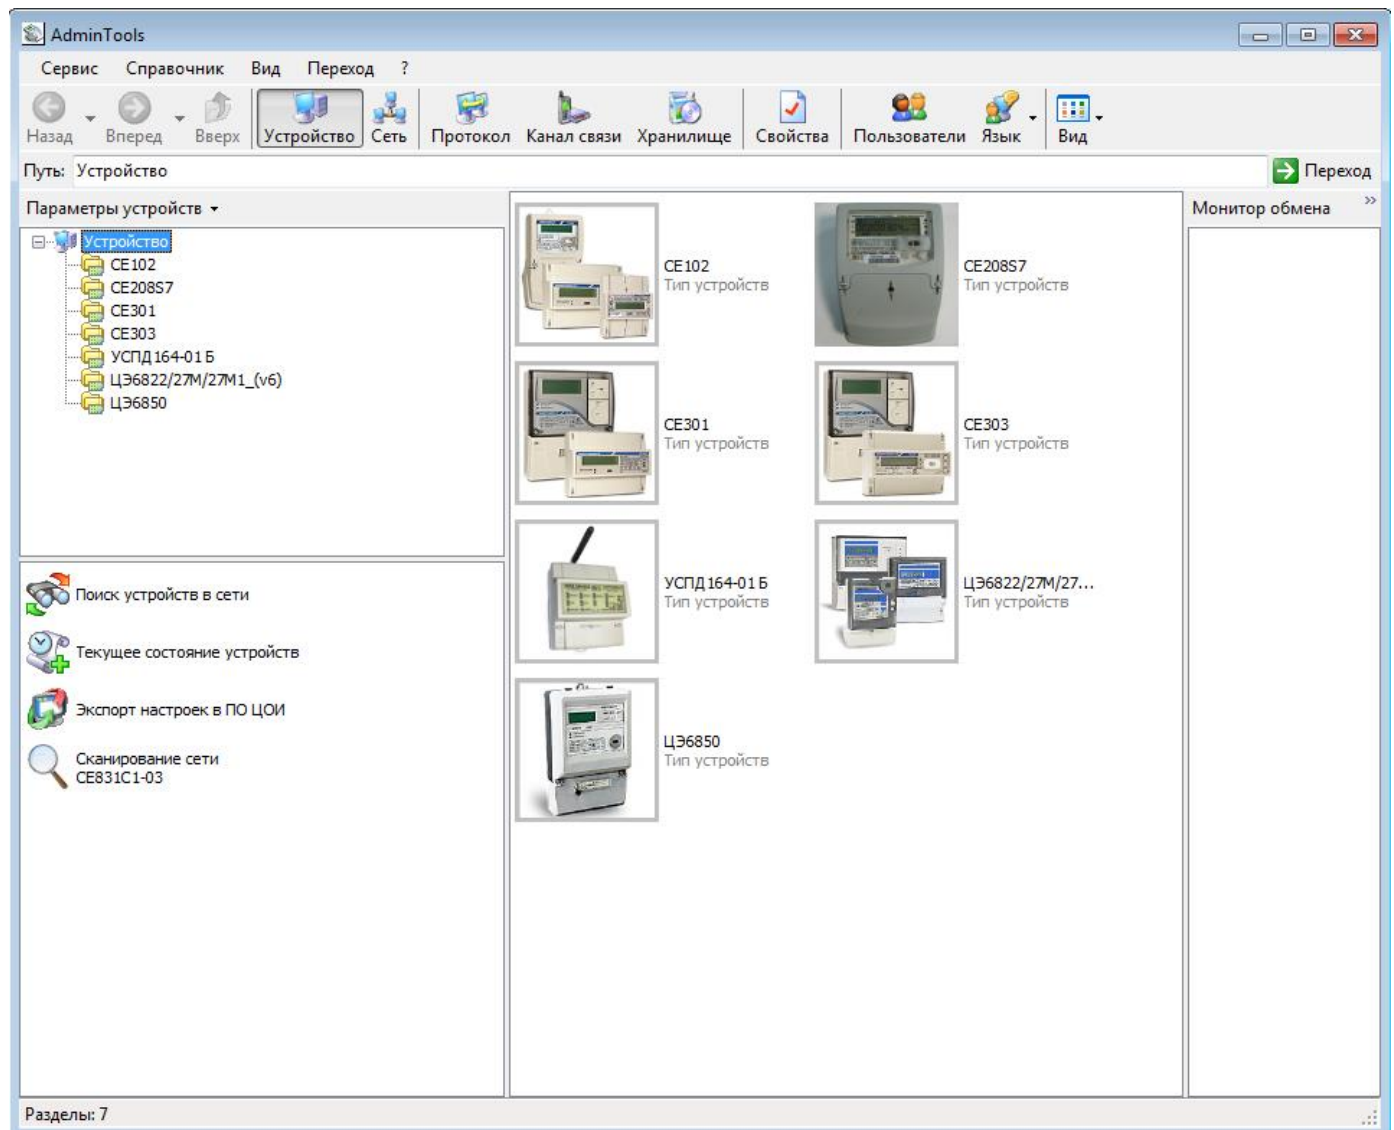 AdminTools
Сервис Справочник Вид Переход ?
Назад Вперед Вверх Устройство Сеть Протокол Канал связи Хранилище Свойства Пользователи Язык Вид
Путь: Устройство Переход
Параметры устройств
Устройство
CE102
CE208S7
CE301
CE303
УСПД 164-01 Б
ЦЭ6822/27М/27М1_(v6)
ЦЭ6850
Поиск устройств в сети
Текущее состояние устройств
Экспорт настроек в ПО ЦОИ
Сканирование сети
CE831C1-03
CE102
Тип устройств
CE208S7
Тип устройств
CE301
Тип устройств
CE303
Тип устройств
УСПД 164-01 Б
Тип устройств
ЦЭ6822/27М/27...
Тип устройств
ЦЭ6850
Тип устройств
Монитор обмена
Разделы: 7